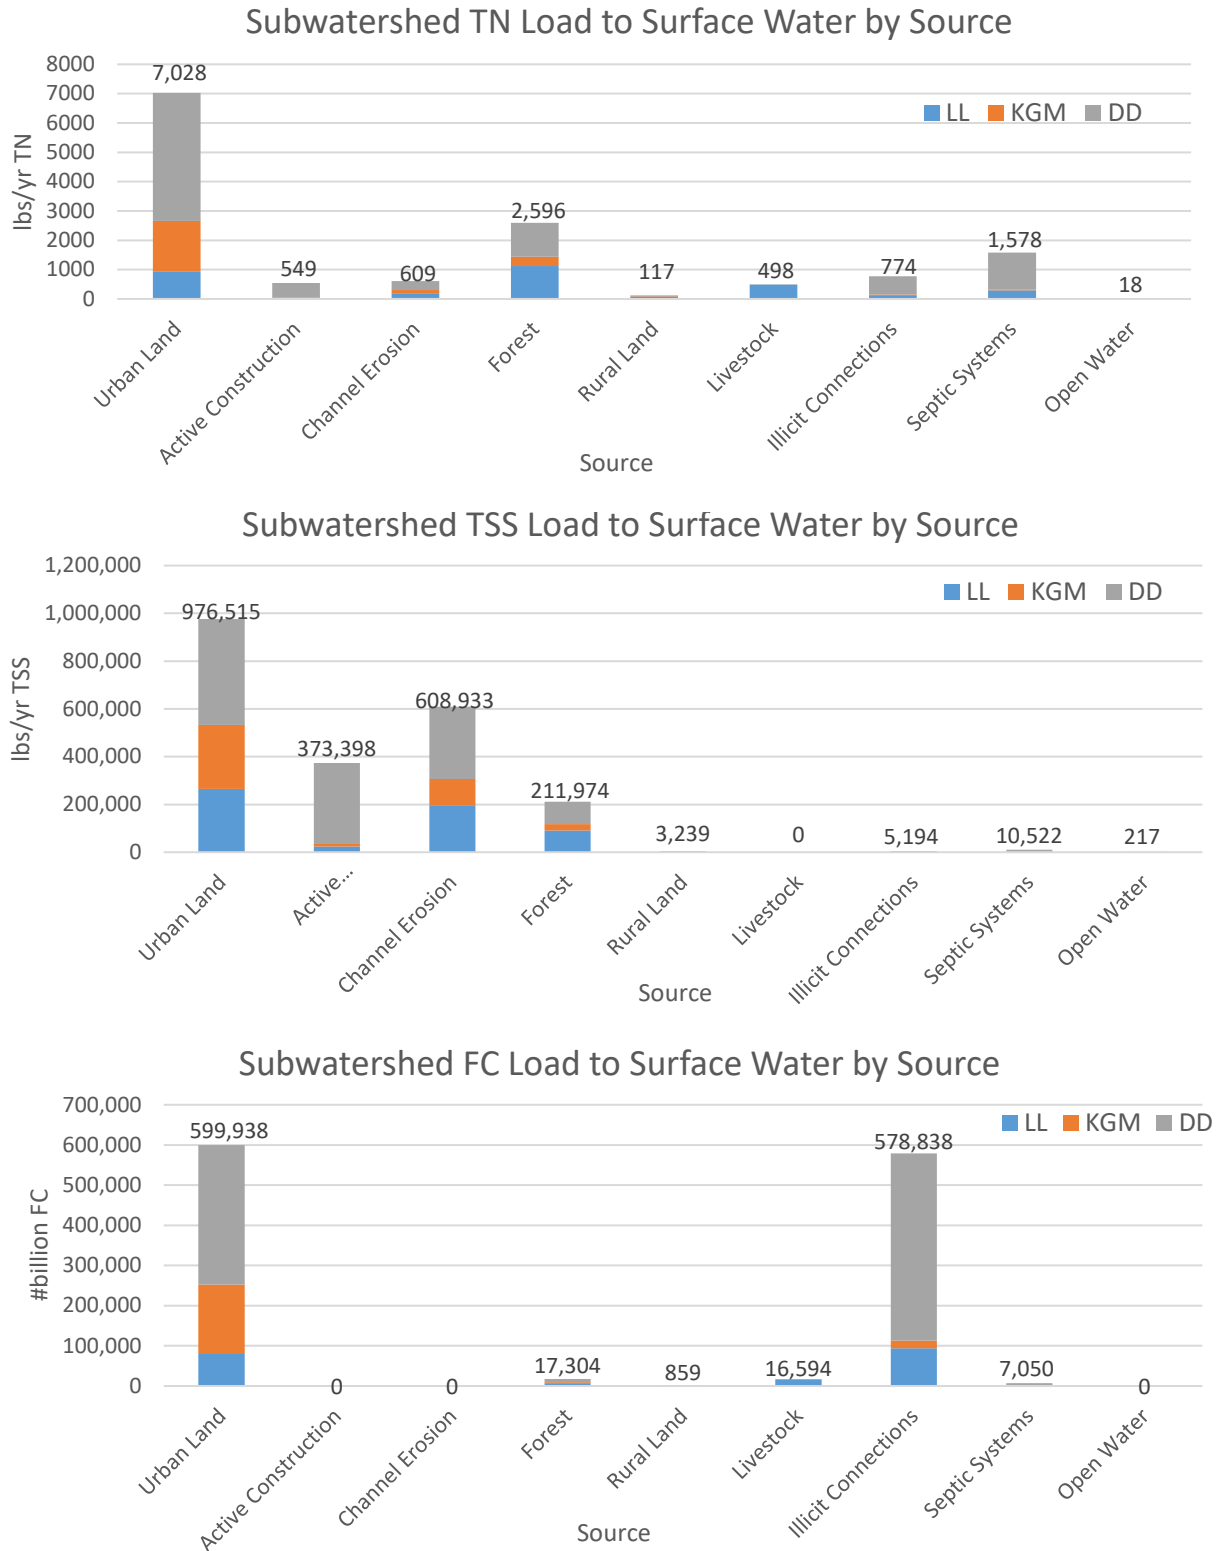 Subwatershed TN Load to Surface Water by Source
8000
7000
6000
5000
4000
3000
2000
1000
0
lbs/yr TN
LL KGM DD
7,028
549
609
2,596
117
498
774
1,578
18
Urban Land
Active Construction
Channel Erosion
Forest
Rural Land
Livestock
Illicit Connections
Septic Systems
Open Water
Source
Subwatershed TSS Load to Surface Water by Source
1,200,000
1,000,000
800,000
600,000
400,000
200,000
0
lbs/yr TSS
LL KGM DD
976,515
373,398
608,933
211,974
3,239
0
5,194
10,522
217
Urban Land
Active...
Channel Erosion
Forest
Rural Land
Livestock
Illicit Connections
Septic Systems
Open Water
Source
Subwatershed FC Load to Surface Water by Source
700,000
600,000
500,000
400,000
300,000
200,000
100,000
0
#billion FC
LL KGM DD
599,938
0
0
17,304
859
16,594
578,838
7,050
0
Urban Land
Active Construction
Channel Erosion
Forest
Rural Land
Livestock
Illicit Connections
Septic Systems
Open Water
Source